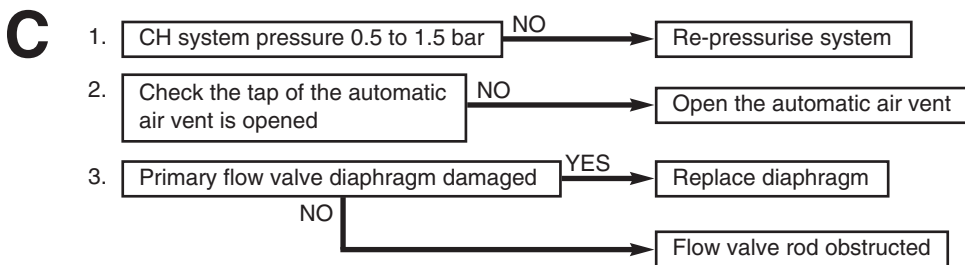 C
1. CH system pressure 0.5 to 1.5 bar NO Re-pressurise system
2. Check the tap of the automatic NO Open the automatic air vent
air vent is opened
3. Primary flow valve diaphragm damaged YES Replace diaphragm
NO
Flow valve rod obstructed